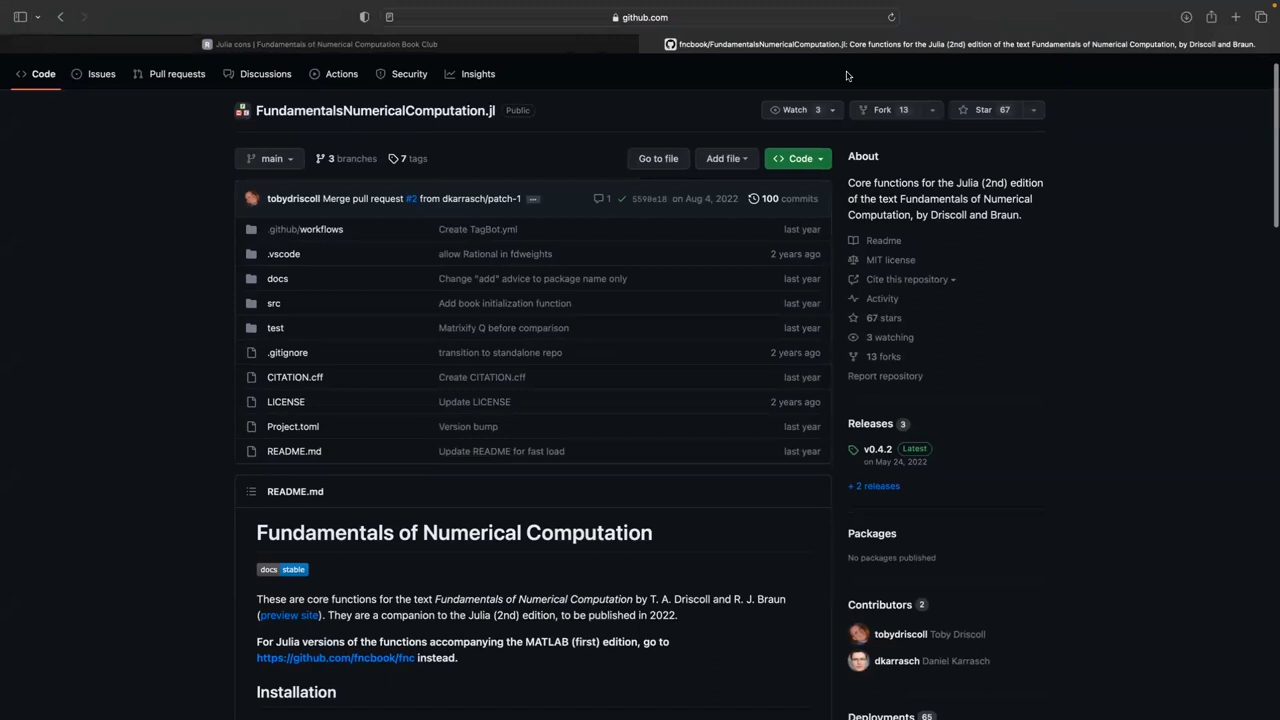 github.com
Julia cons | Fundamentals of Numerical Computation Book Club
fncbook/FundamentalsNumericalComputation.jl: Core functions for the Julia (2nd) edition of the text Fundamentals of Numerical Computation, by Driscoll and Braun.
Code Issues Pull requests Discussions Actions Security Insights
FundamentalsNumericalComputation.jl Public Watch 3 Fork 13 Star 67
main 3 branches 7 tags Go to file Add file Code
tobydriscoll Merge pull request #2 from dkarrasch/patch-1 ... 1 5590e18 on Aug 4, 2022 100 commits
.github/workflows Create TagBot.yml last year
.vscode allow Rational in fdweights 2 years ago
docs Change "add" advice to package name only last year
src Add book initialization function last year
test Matrixify Q before comparison last year
.gitignore transition to standalone repo 2 years ago
CITATION.cff Create CITATION.cff last year
LICENSE Update LICENSE 2 years ago
Project.toml Version bump last year
README.md Update README for fast load last year
README.md
Fundamentals of Numerical Computation
docs stable
These are core functions for the text Fundamentals of Numerical Computation by T. A. Driscoll and R. J. Braun
(preview site). They are a companion to the Julia (2nd) edition, to be published in 2022.
For Julia versions of the functions accompanying the MATLAB (first) edition, go to
https://github.com/fncbook/fnc instead.
Installation
About
Core functions for the Julia (2nd) edition
of the text Fundamentals of Numerical
Computation, by Driscoll and Braun.
Readme
MIT license
Cite this repository
Activity
67 stars
3 watching
13 forks
Report repository
Releases 3
v0.4.2 Latest
on May 24, 2022
+ 2 releases
Packages
No packages published
Contributors 2
tobydriscoll Toby Driscoll
dkarrasch Daniel Karrasch
Deployments 65